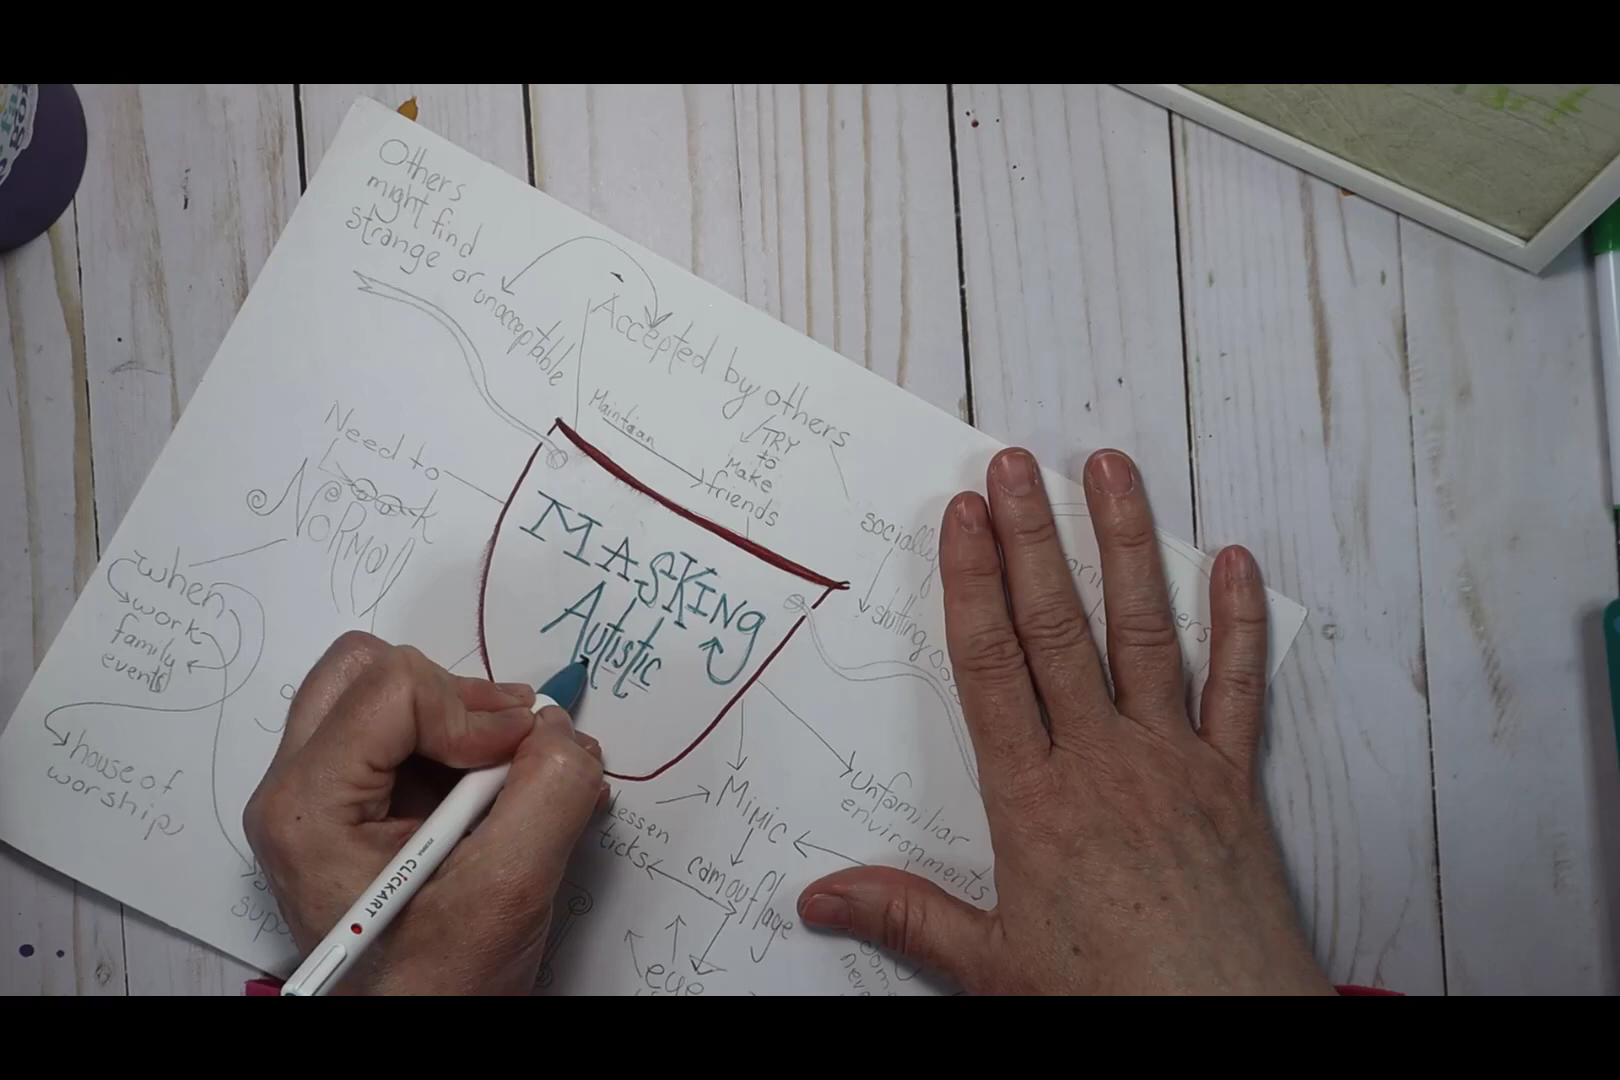 Others
might find
strange or
unacceptable
Accepted by others
Maintain
friends
TRY
to
Make
Need to
NORMal
when
work
family
events
house of
worship
MASKING
Autistic
socially
shutting
unfamiliar
environments
Mimic
Lessen
ticks
camouflage
eye
CLICKART